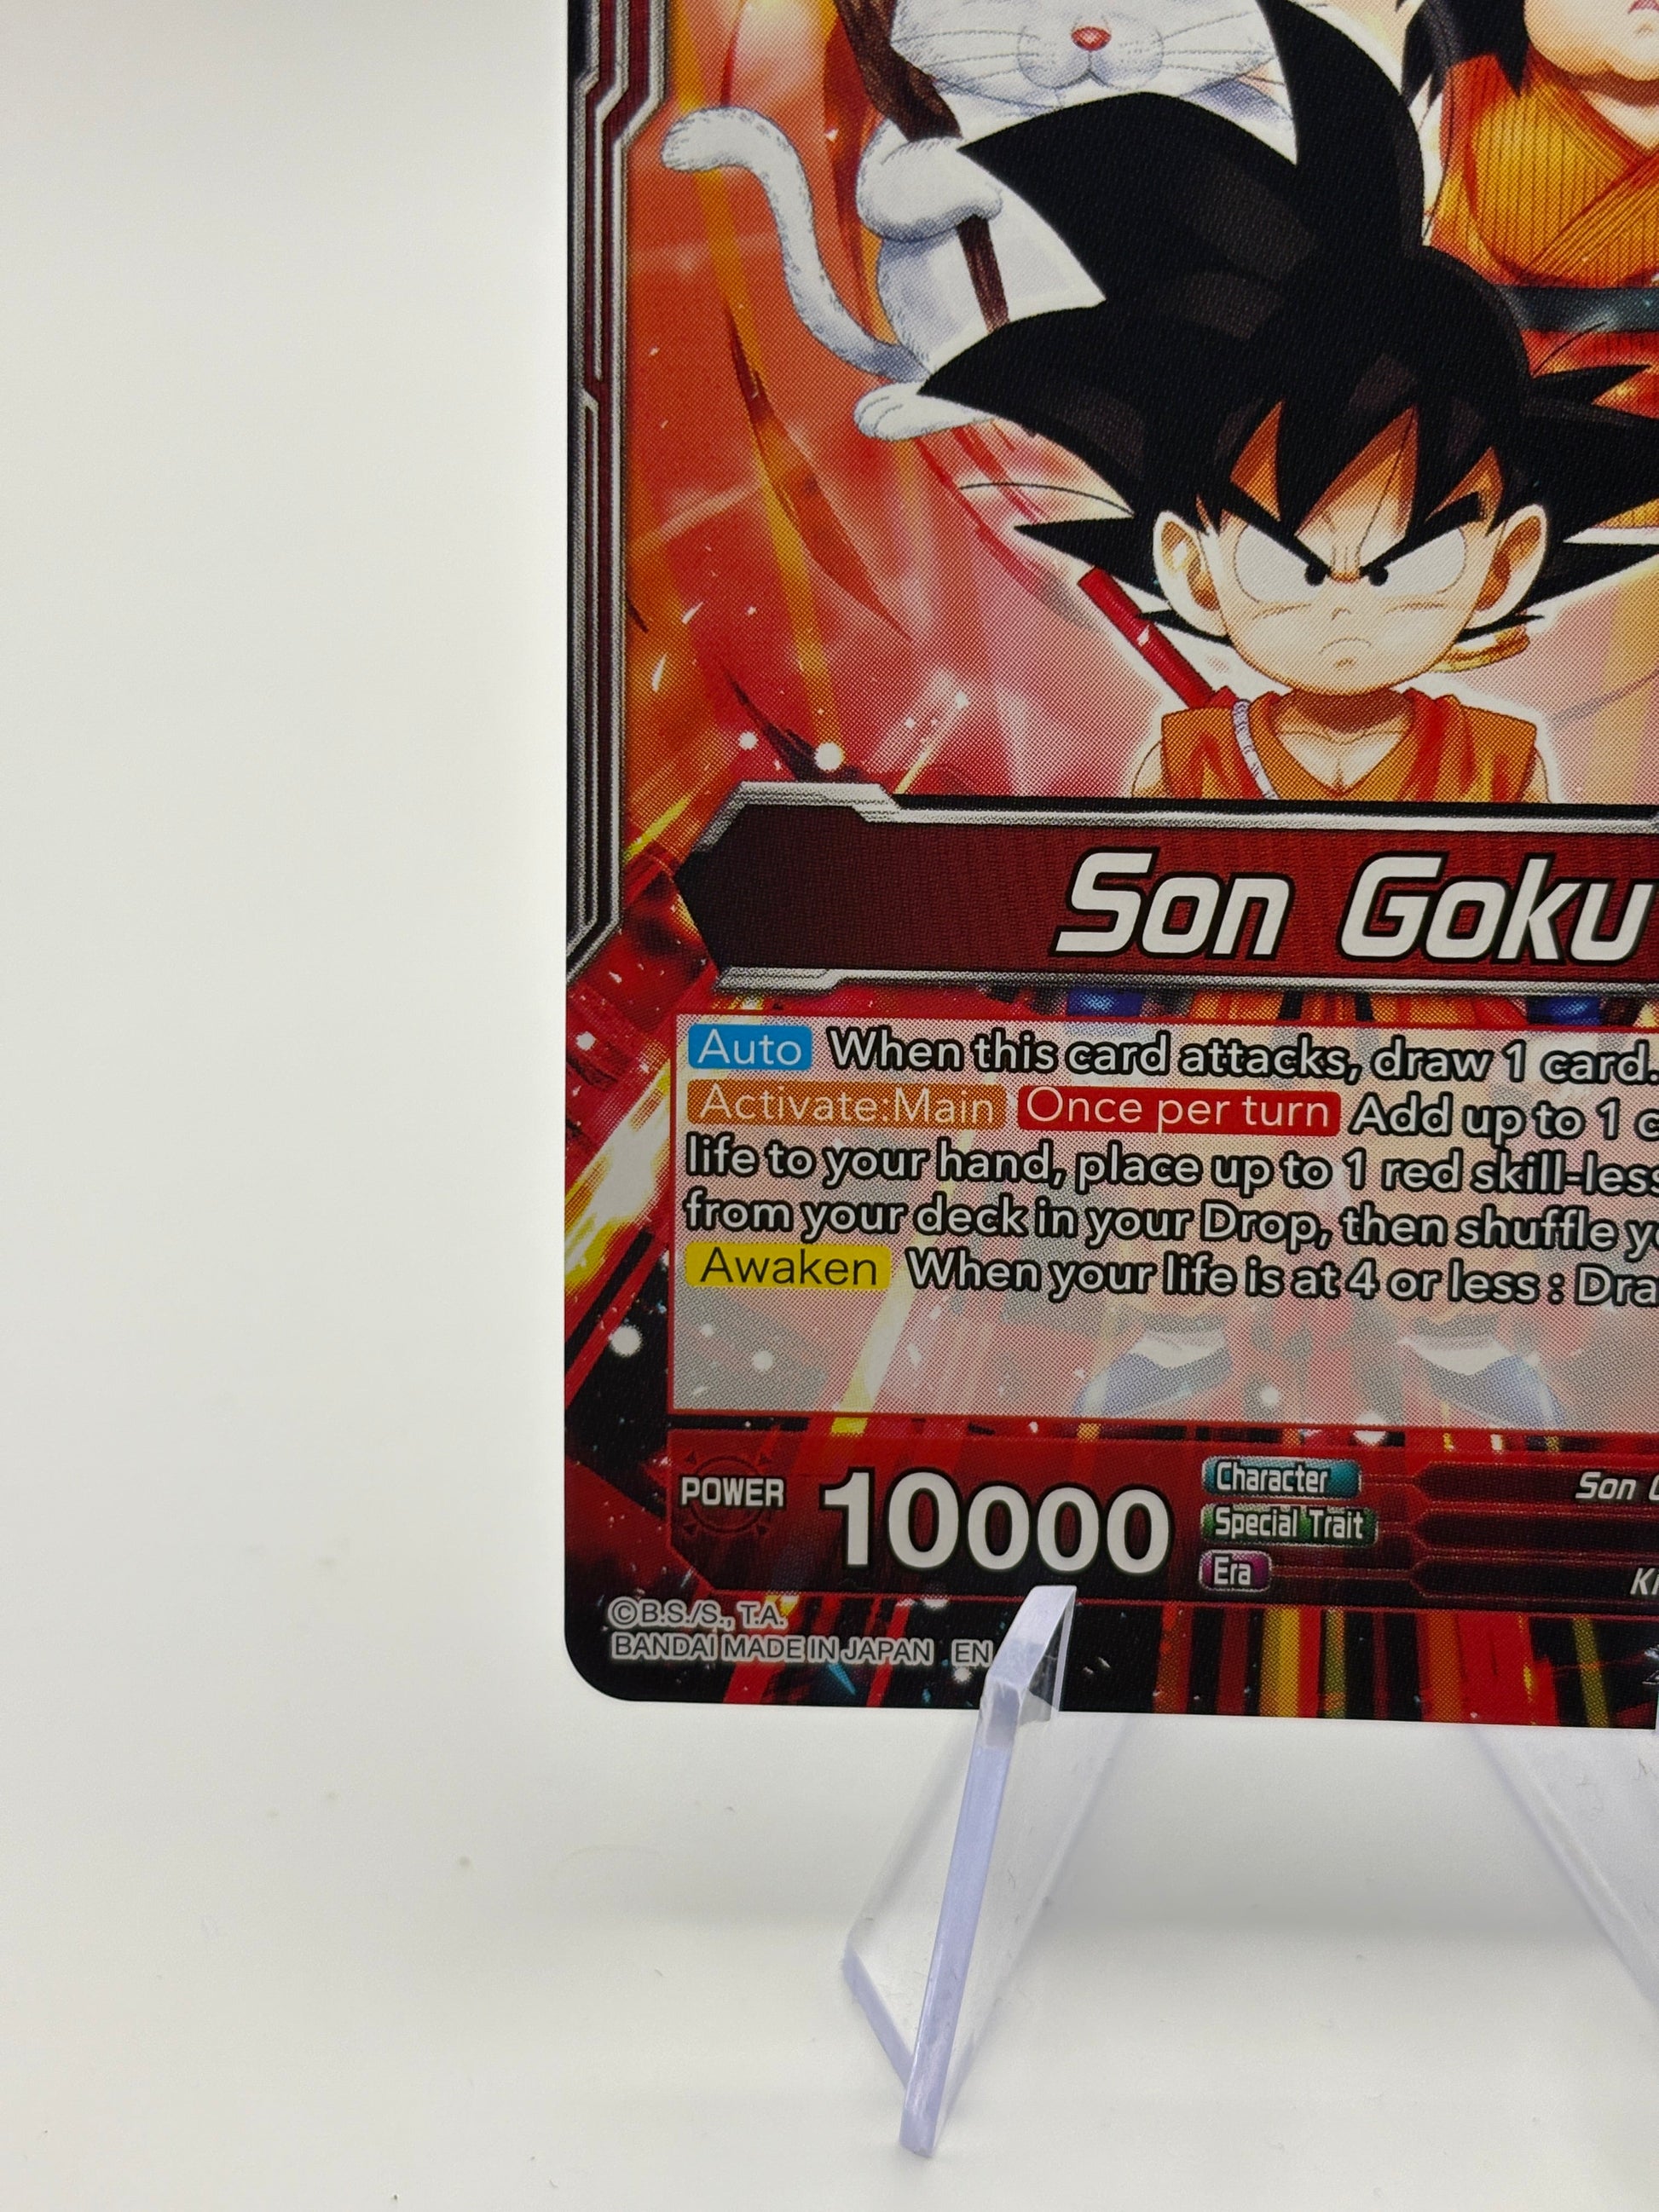 Son Goku
Auto When this card attacks, draw 1 card.
Activate:Main Once per turn Add up to 1
life to your hand, place up to 1 red skill-less
from your deck in your Drop, then shuffle
Awaken When your life is at 4 or less : 
POWER 10000
Character Son
Special Trait
Era
©B.S./S., T.A.
BANDAI MADE IN JAPAN EN